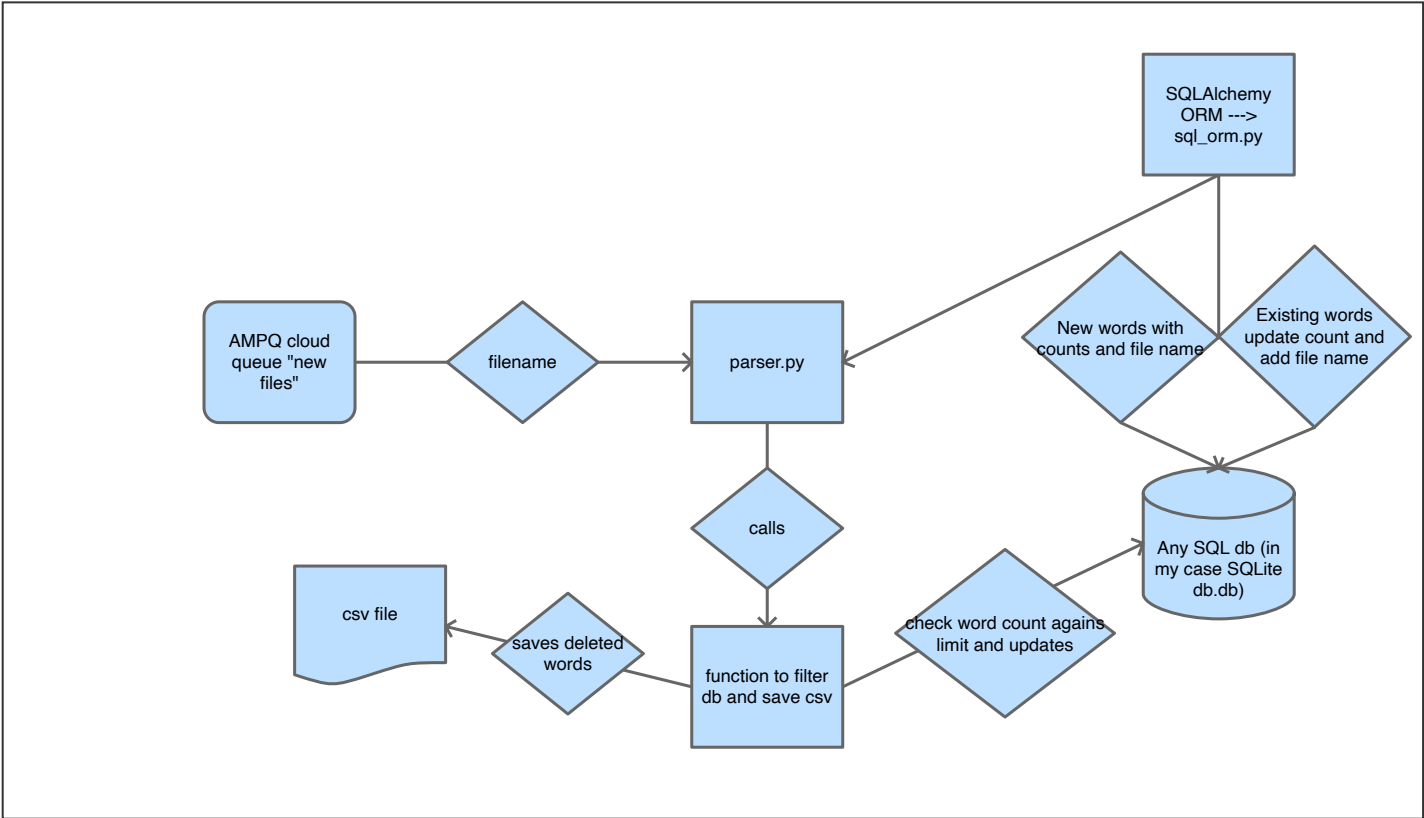 SQLAlchemy
ORM --->
sql_orm.py
New words with
counts and file name
Existing words
update count and
add file name
AMPQ cloud
queue "new
files"
filename
parser.py
calls
Any SQL db (in
my case SQLite
db.db)
csv file
saves deleted
words
function to filter
db and save csv
check word count agains
limit and updates